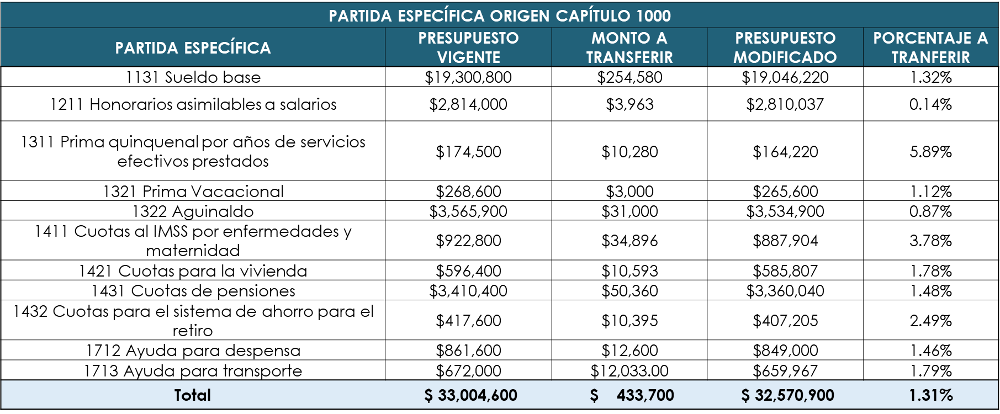 PARTIDA ESPECÍFICA ORIGEN CAPÍTULO 1000
PARTIDA ESPECÍFICA
PRESUPUESTO
VIGENTE
MONTO A
TRANSFERIR
PRESUPUESTO
MODIFICADO
PORCENTAJE A
TRANFERIR
1131 Sueldo base $19,300,800 $254,580 $19,046,220 1.32%
1211 Honorarios asimilables a salarios $2,814,000 $3,963 $2,810,037 0.14%
1311 Prima quinquenal por años de servicios
efectivos prestados
$174,500 $10,280 $164,220 5.89%
1321 Prima Vacacional $268,600 $3,000 $265,600 1.12%
1322 Aguinaldo $3,565,900 $31,000 $3,534,900 0.87%
1411 Cuotas al IMSS por enfermedades y
maternidad
$922,800 $34,896 $887,904 3.78%
1421 Cuotas para la vivienda $596,400 $10,593 $585,807 1.78%
1431 Cuotas de pensiones $3,410,400 $50,360 $3,360,040 1.48%
1432 Cuotas para el sistema de ahorro para el
retiro
$417,600 $10,395 $407,205 2.49%
1712 Ayuda para despensa $861,600 $12,600 $849,000 1.46%
1713 Ayuda para transporte $672,000 $12,033.00 $659,967 1.79%
Total $ 33,004,600 $ 433,700 $ 32,570,900 1.31%